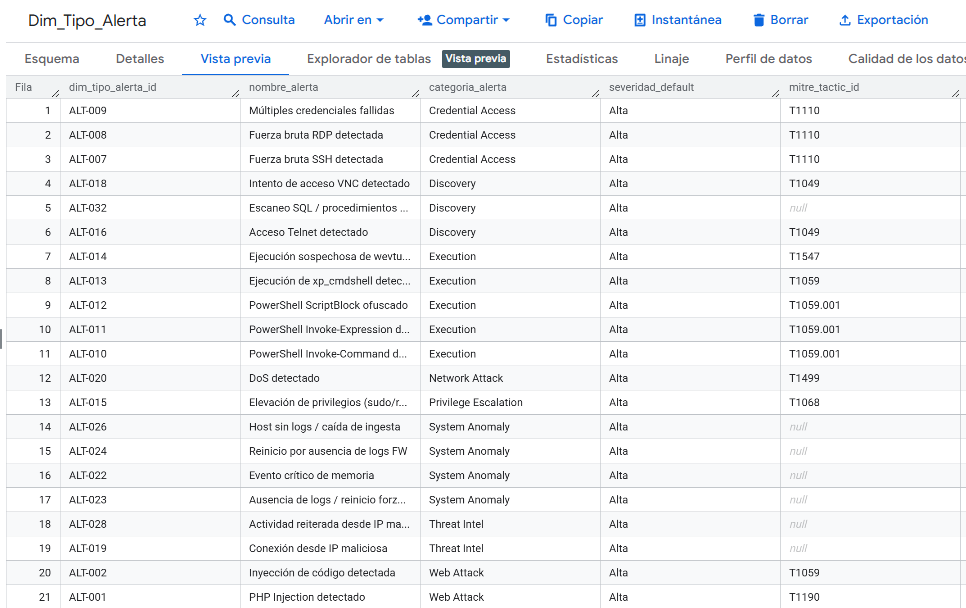 Dim_Tipo_Alerta Consulta Abrir en Compartir Copiar Instantánea Borrar Exportación
Esquema Detalles Vista previa Explorador de tablas Vista previa Estadísticas Linaje Perfil de datos Calidad de los datos
Fila dim_tipo_alerta_id nombre_alerta categoria_alerta severidad_default mitre_tactic_id
1 ALT-009 Múltiples credenciales fallidas Credential Access Alta T1110
2 ALT-008 Fuerza bruta RDP detectada Credential Access Alta T1110
3 ALT-007 Fuerza bruta SSH detectada Credential Access Alta T1110
4 ALT-018 Intento de acceso VNC detectado Discovery Alta T1049
5 ALT-032 Escaneo SQL / procedimientos ... Discovery Alta null
6 ALT-016 Acceso Telnet detectado Discovery Alta T1049
7 ALT-014 Ejecución sospechosa de wevtu... Execution Alta T1547
8 ALT-013 Ejecución de xp_cmdshell detec... Execution Alta T1059
9 ALT-012 PowerShell ScriptBlock ofuscado Execution Alta T1059.001
10 ALT-011 PowerShell Invoke-Expression d... Execution Alta T1059.001
11 ALT-010 PowerShell Invoke-Command d... Execution Alta T1059.001
12 ALT-020 DoS detectado Network Attack Alta T1499
13 ALT-015 Elevación de privilegios (sudo/r... Privilege Escalation Alta T1068
14 ALT-026 Host sin logs / caída de ingesta System Anomaly Alta null
15 ALT-024 Reinicio por ausencia de logs FW System Anomaly Alta null
16 ALT-022 Evento crítico de memoria System Anomaly Alta null
17 ALT-023 Ausencia de logs / reinicio forz... System Anomaly Alta null
18 ALT-028 Actividad reiterada desde IP ma... Threat Intel Alta null
19 ALT-019 Conexión desde IP maliciosa Threat Intel Alta null
20 ALT-002 Inyección de código detectada Web Attack Alta T1059
21 ALT-001 PHP Injection detectado Web Attack Alta T1190